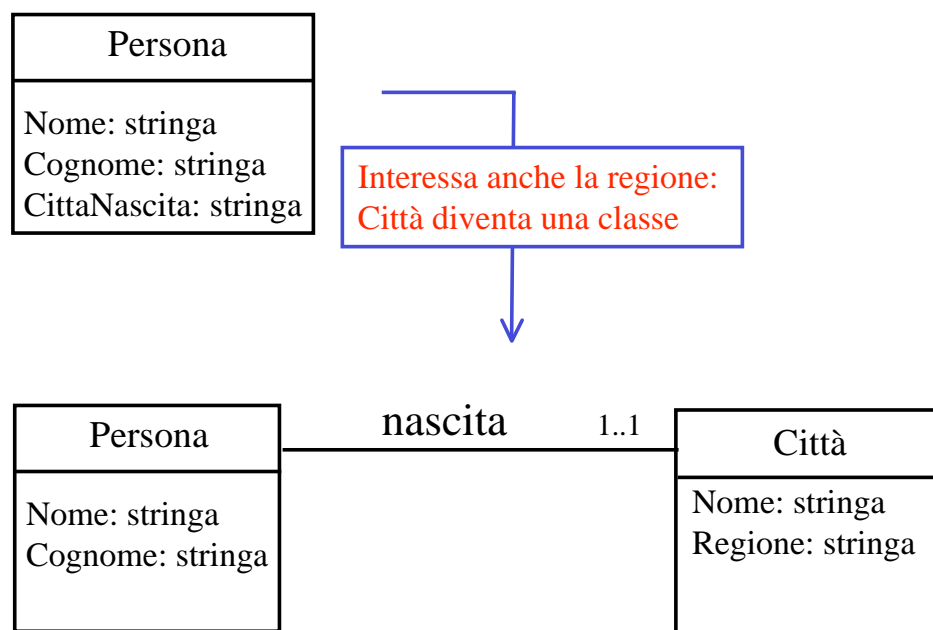 Persona
Nome: stringa
Cognome: stringa
CittaNascita: stringa
Interessa anche la regione:
Città diventa una classe
nascita 1..1
Persona
Nome: stringa
Cognome: stringa
Città
Nome: stringa
Regione: stringa